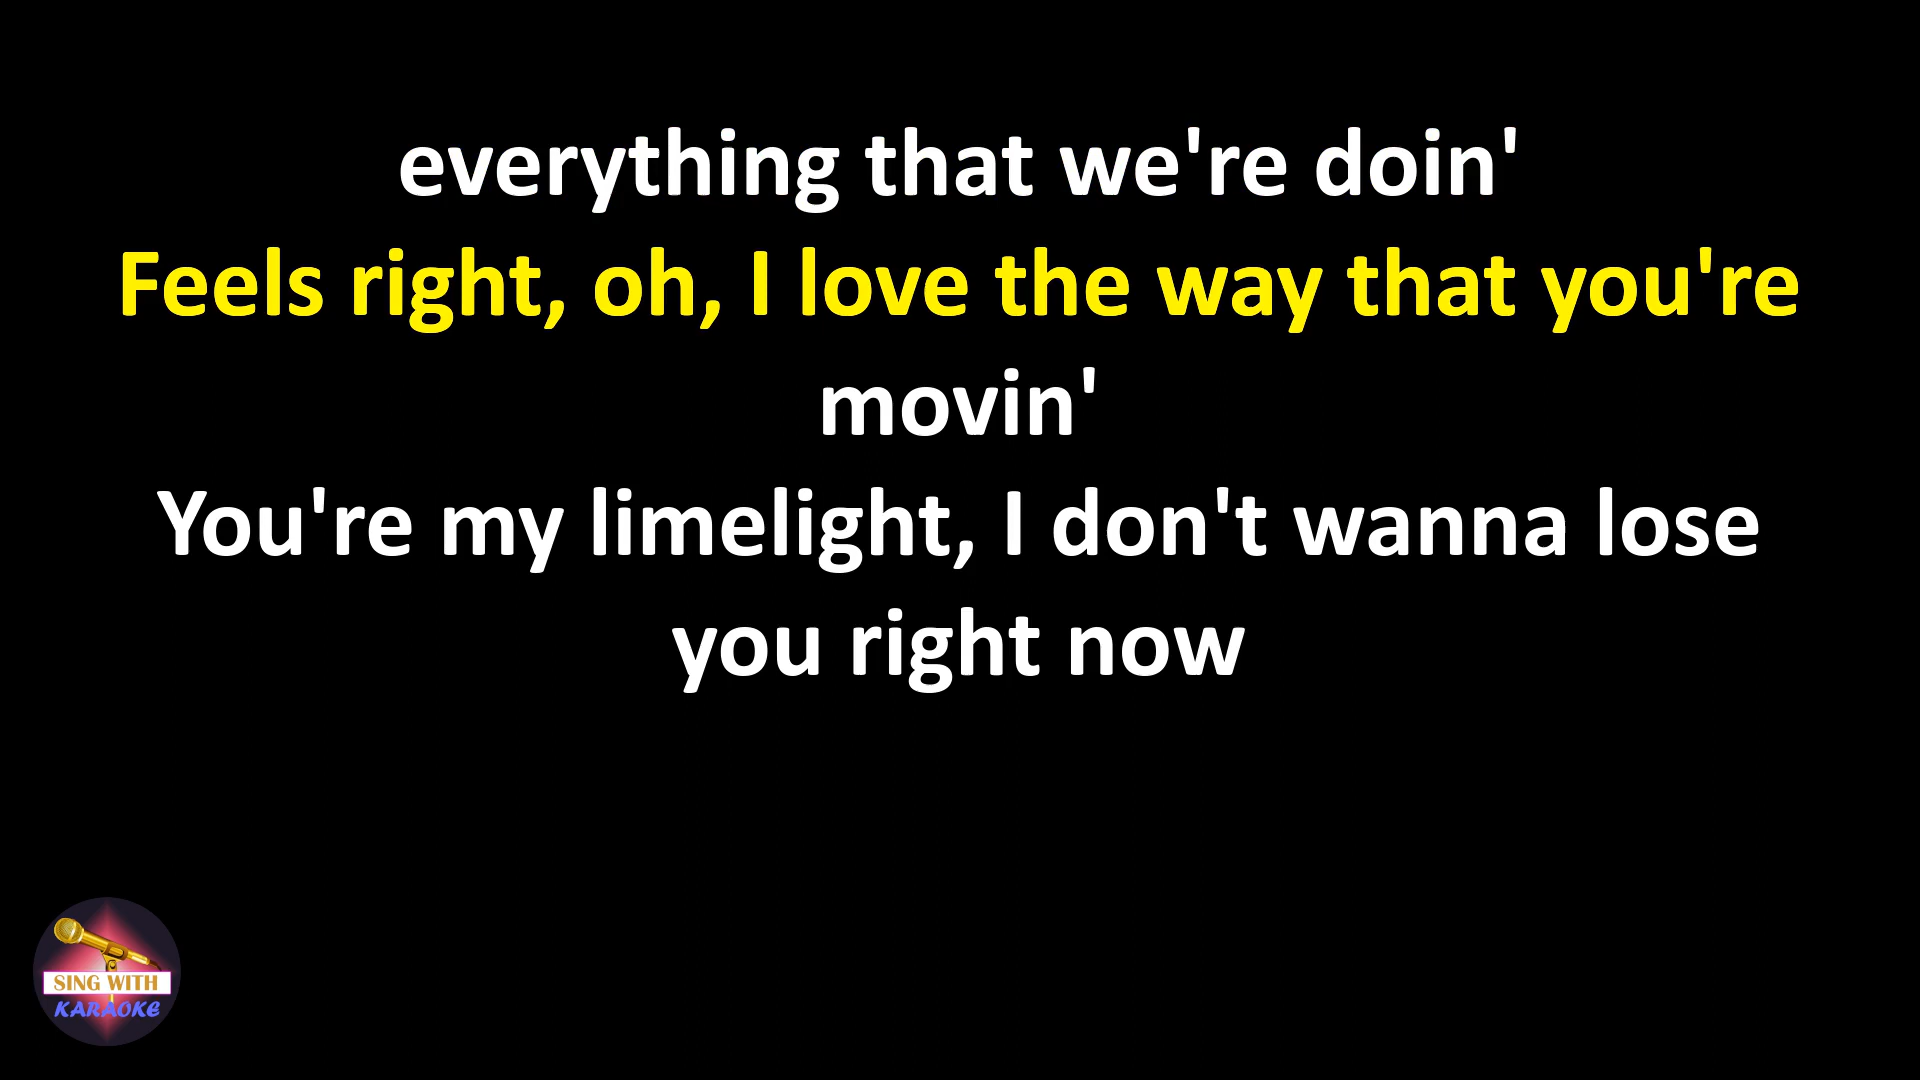 everything that we're doin'
Feels right, oh, I love the way that you're
movin'
You're my limelight, I don't wanna lose
you right now
SING WITH
KARAOKE